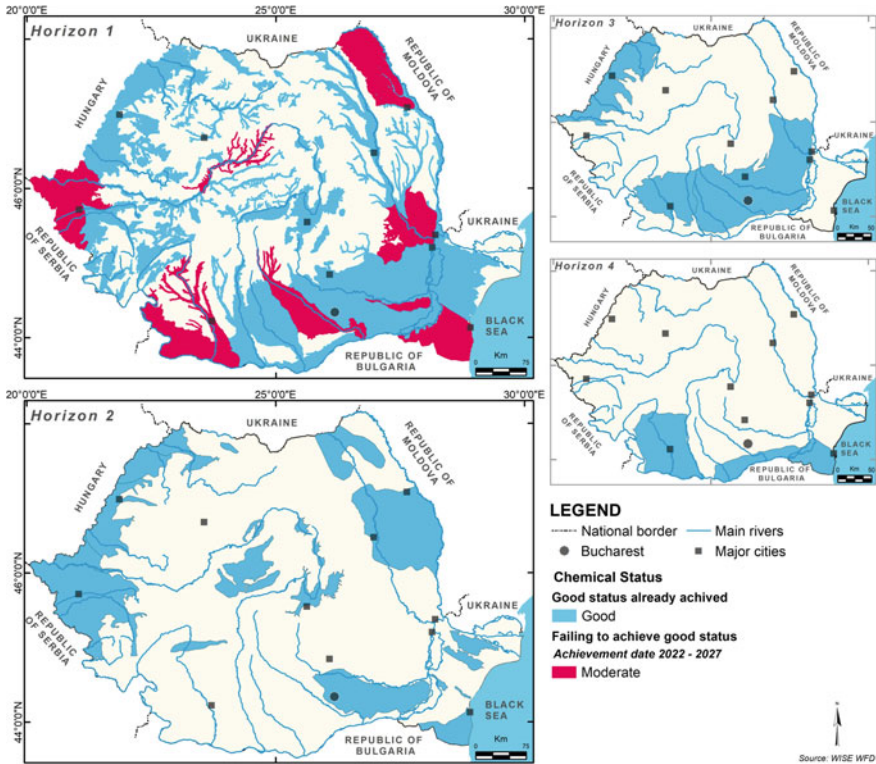 20°0'0"E
25°0'0"E
30°0'0"E
Horizon 1
UKRAINE
REPUBLIC OF
MOLDOVA
HUNGARY
46°0'0"N
REPUBLIC
OF SERBIA
UKRAINE
44°0'0"N
BLACK
SEA
REPUBLIC OF
BULGARIA
Km
0
75
20°0'0"E
25°0'0"E
30°0'0"E
Horizon 2
UKRAINE
REPUBLIC OF
MOLDOVA
HUNGARY
46°0'0"N
REPUBLIC
OF SERBIA
UKRAINE
44°0'0"N
BLACK
SEA
REPUBLIC OF
BULGARIA
Km
0
75
Horizon 3
UKRAINE
REPUBLIC OF
MOLDOVA
HUNGARY
UKRAINE
REPUBLIC
OF SERBIA
BLACK
SEA
REPUBLIC OF
BULGARIA
Km
0
50
Horizon 4
UKRAINE
REPUBLIC OF
MOLDOVA
HUNGARY
UKRAINE
REPUBLIC
OF SERBIA
BLACK
SEA
REPUBLIC OF
BULGARIA
Km
0
50
LEGEND
National border
Main rivers
Bucharest
Major cities
Chemical Status
Good status already achived
Good
Failing to achieve good status
Achievement date 2022 - 2027
Moderate
N
Source: WISE WFD